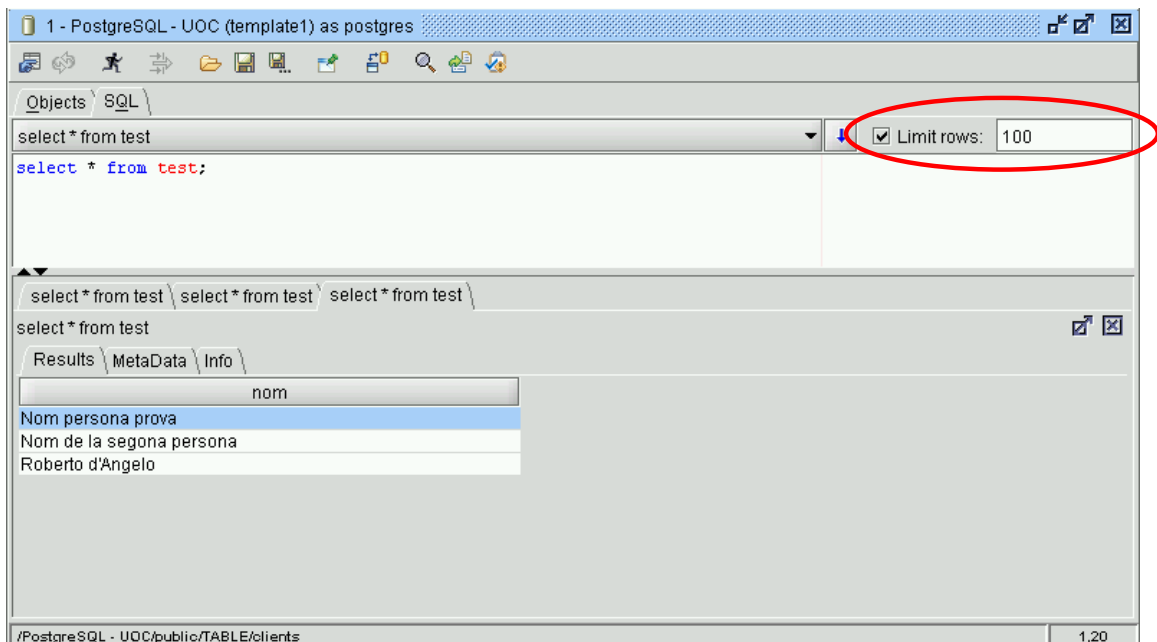 1 - PostgreSQL - UOC (template1) as postgres
Objects SQL
select * from test Limit rows: 100
select * from test;
select * from test select * from test select * from test
select * from test
Results MetaData Info
nom
Nom persona prova
Nom de la segona persona
Roberto d'Angelo
/PostgreSQL - UOC/public/TABLE/clients 1,20